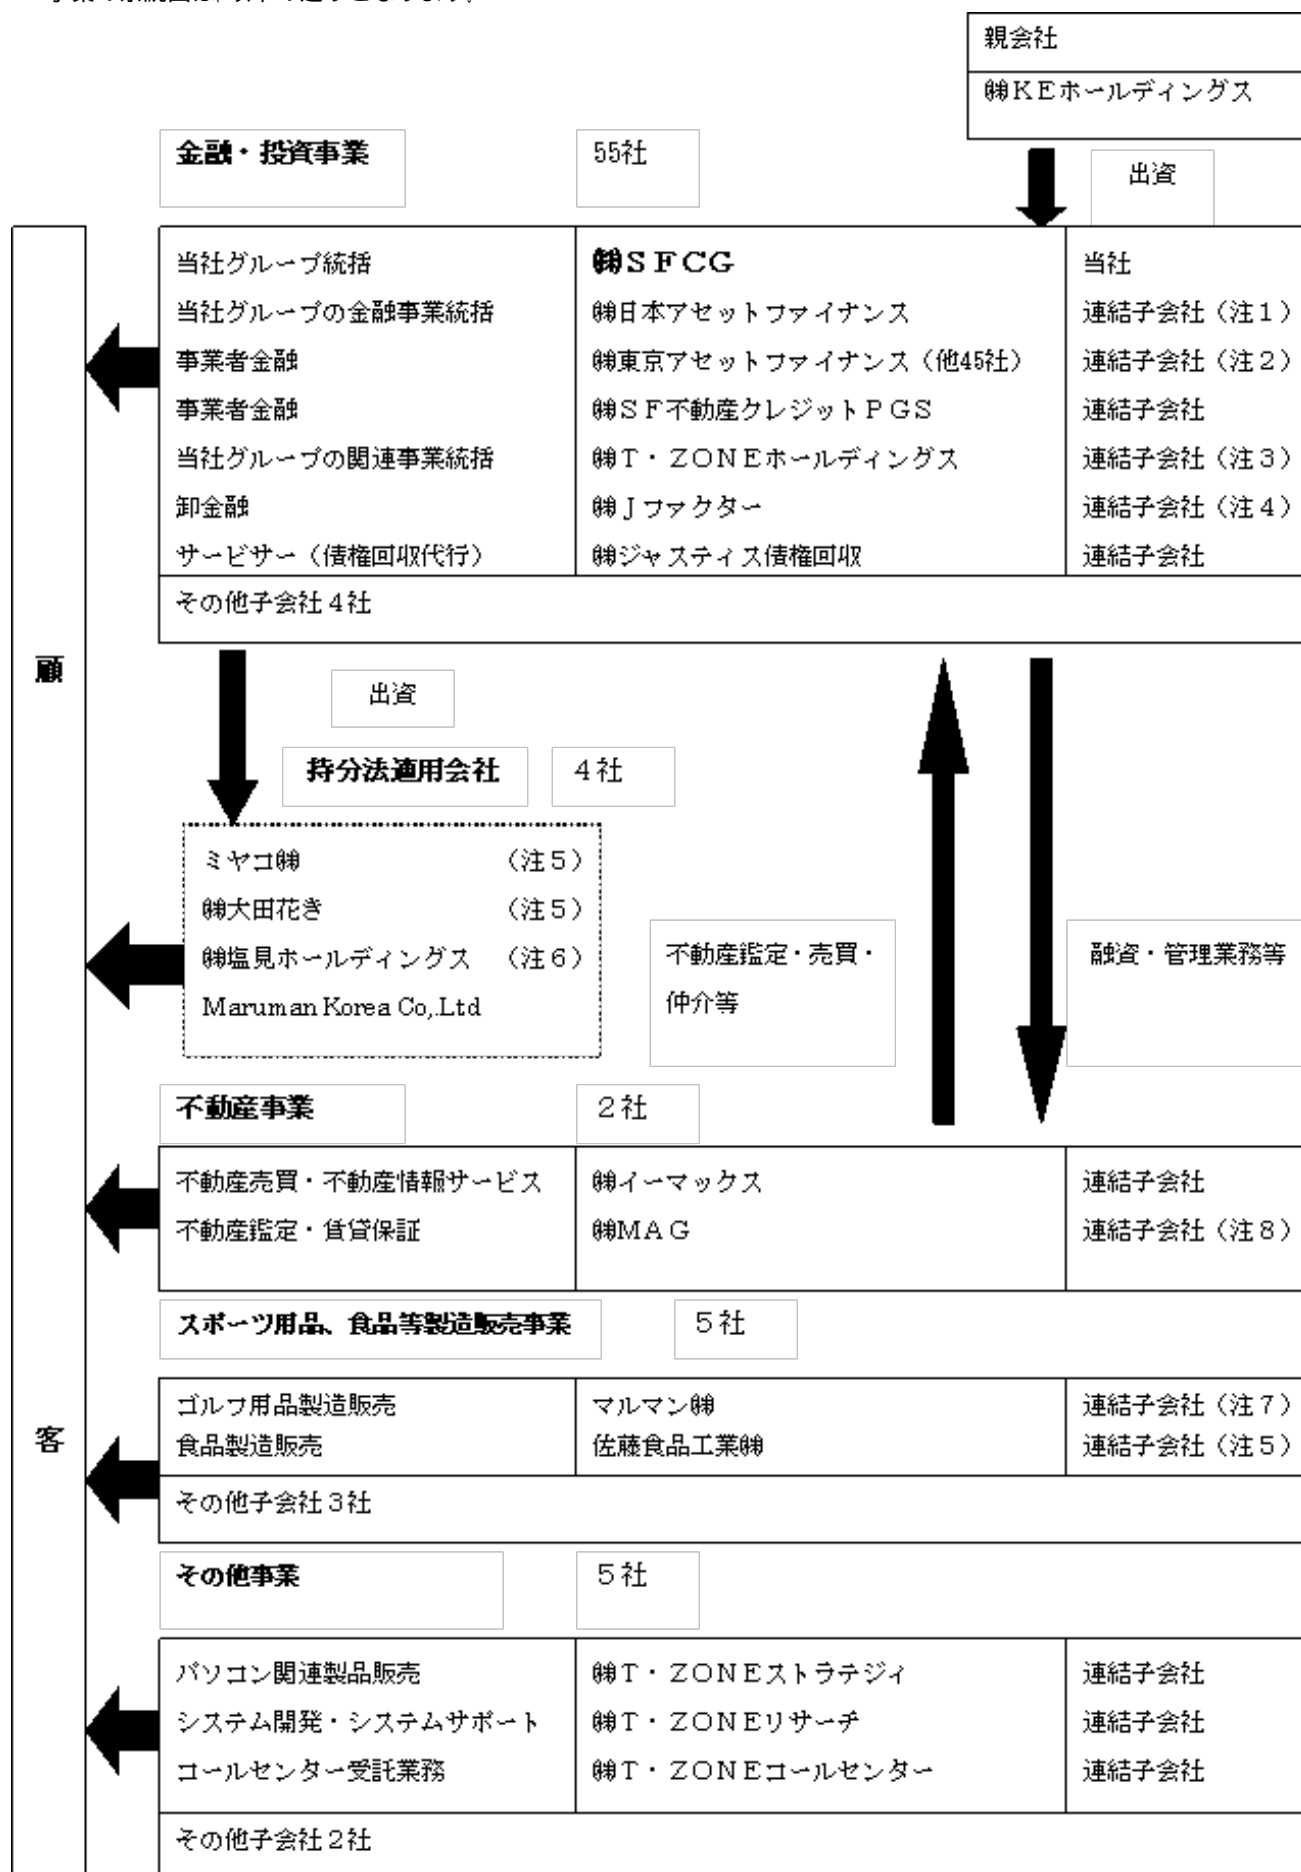 親会社
㈱ＫＥホールディングス
金融・投資事業 55社
出資
当社グループ統括 ㈱ＳＦＣＧ 当社
当社グループの金融事業統括 ㈱日本アセットファイナンス 連結子会社（注１）
事業者金融 ㈱東京アセットファイナンス（他45社） 連結子会社（注２）
事業者金融 ㈱ＳＦ不動産クレジットＰＧＳ 連結子会社
当社グループの関連事業統括 ㈱Ｔ・ＺＯＮＥホールディングス 連結子会社（注３）
卸金融 ㈱Ｊファクター 連結子会社（注４）
サービサー（債権回収代行） ㈱ジャスティス債権回収 連結子会社
その他子会社４社
顧
出資
持分法適用会社 ４社
ミヤコ㈱ （注５）
㈱大田花き （注５）
㈱塩見ホールディングス （注６）
Maruman Korea Co,.Ltd
不動産鑑定・売買・
仲介等
融資・管理業務等
不動産事業 ２社
不動産売買・不動産情報サービス ㈱イーマックス 連結子会社
不動産鑑定・賃貸保証 ㈱ＭＡＧ 連結子会社（注８）
スポーツ用品、食品等製造販売事業 ５社
ゴルフ用品製造販売 マルマン㈱ 連結子会社（注７）
客
食品製造販売 佐藤食品工業㈱ 連結子会社（注５）
その他子会社３社
その他事業 ５社
パソコン関連製品販売 ㈱Ｔ・ＺＯＮＥストラテジィ 連結子会社
システム開発・システムサポート ㈱Ｔ・ＺＯＮＥリサーチ 連結子会社
コールセンター受託業務 ㈱Ｔ・ＺＯＮＥコールセンター 連結子会社
その他子会社２社